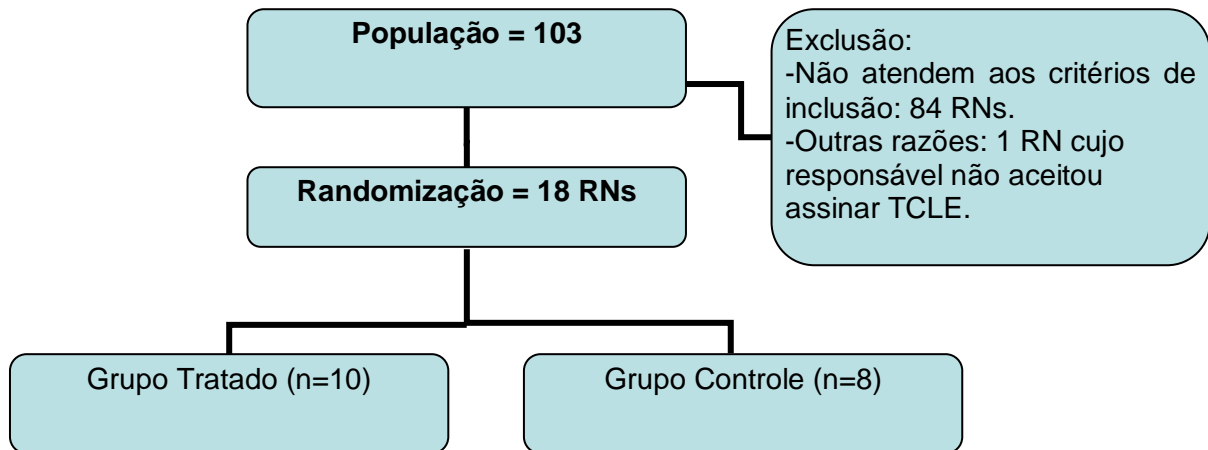 População = 103
Exclusão:
-Não atendem aos critérios de
inclusão: 84 RNs.
-Outras razões: 1 RN cujo
responsável não aceitou
assinar TCLE.
Randomização = 18 RNs
Grupo Tratado (n=10)
Grupo Controle (n=8)